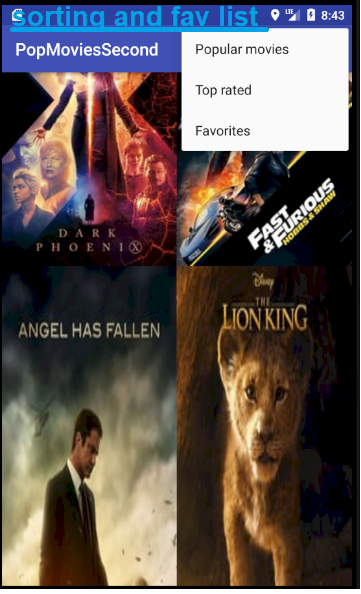 sorting and fav list
LTE 8:43
PopMoviesSecond
Popular movies
Top rated
Favorites
DARK
PHOENIX
FAST
& FURIOUS
HOBBS & SHAW
ANGEL HAS FALLEN
Disney
THE
LION KING